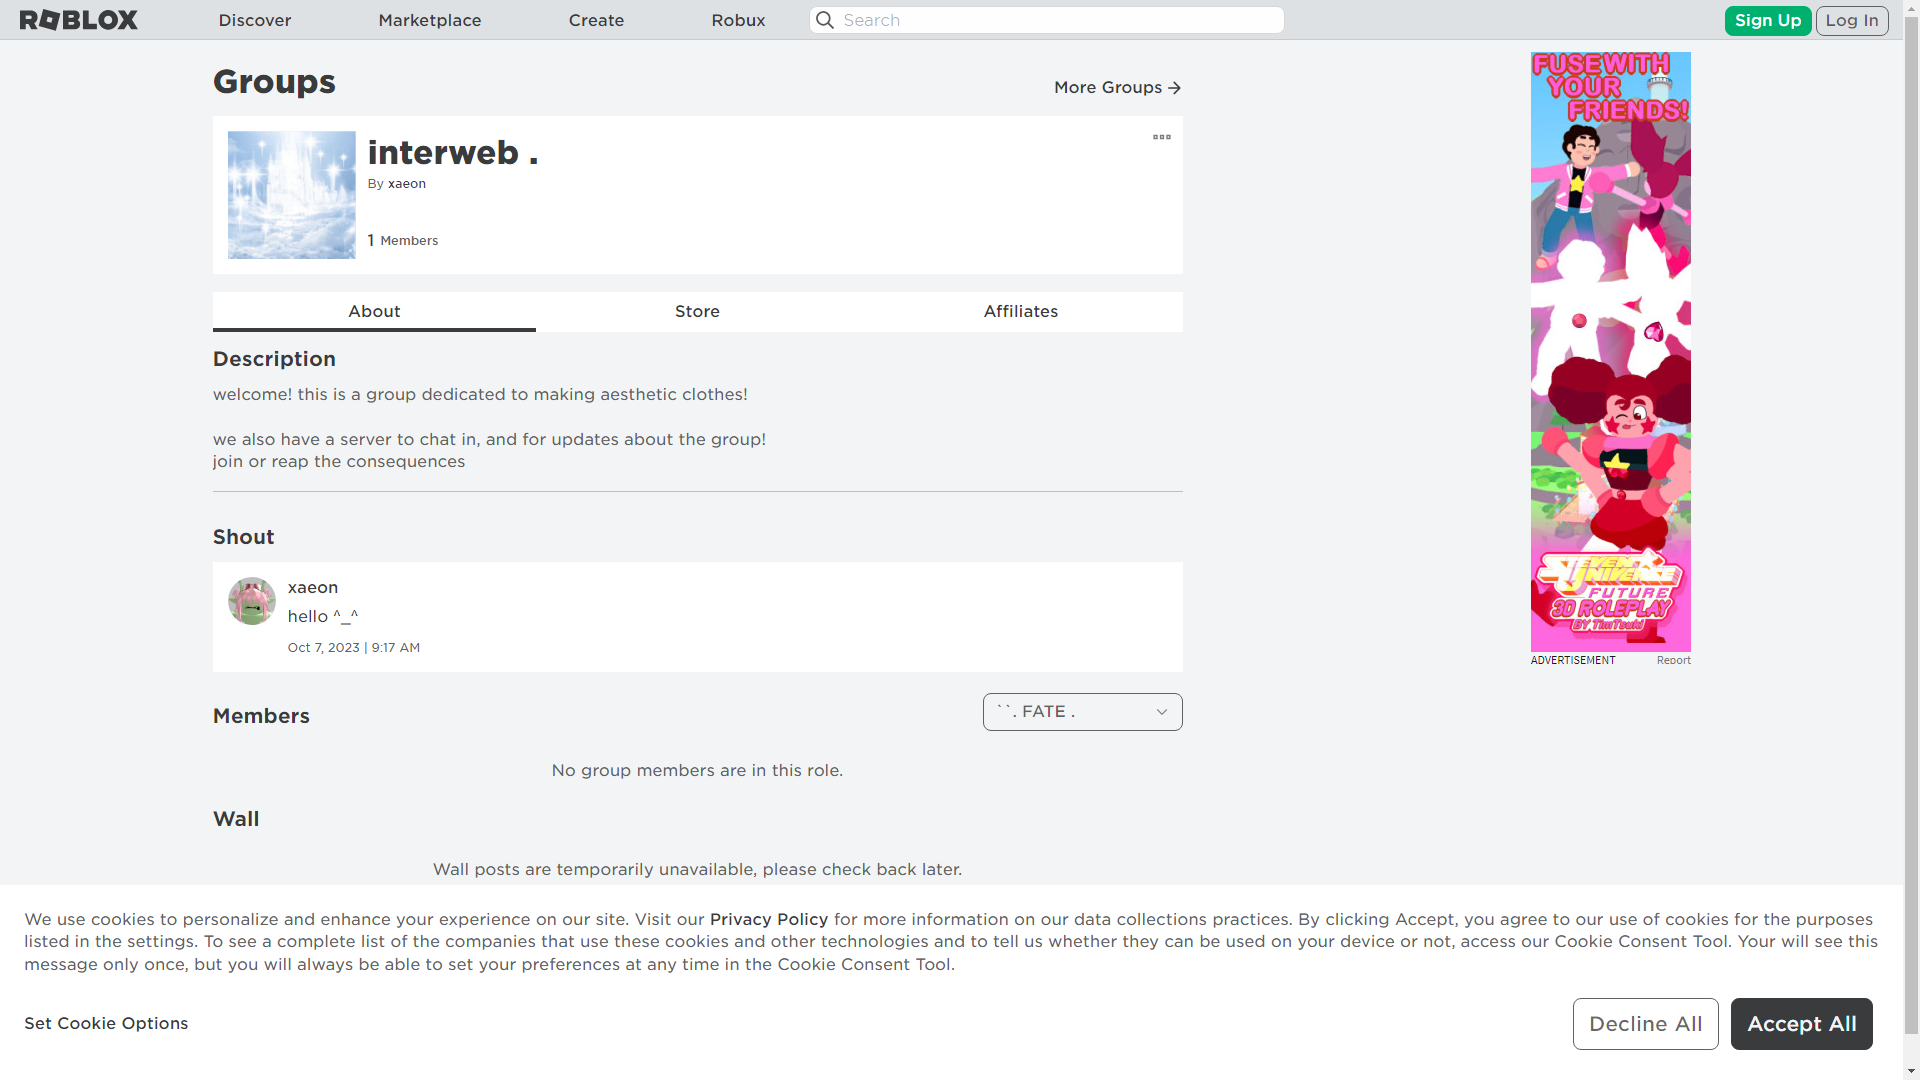 ROBLOX
Discover
Marketplace
Create
Robux
Search
Sign Up
Log In
Groups
More Groups →
interweb .
By xaeon
1 Members
About
Store
Affiliates
Description
welcome! this is a group dedicated to making aesthetic clothes!
we also have a server to chat in, and for updates about the group!
join or reap the consequences
Shout
xaeon
hello ^_^
Oct 7, 2023 | 9:17 AM
Members
``. FATE .
No group members are in this role.
Wall
Wall posts are temporarily unavailable, please check back later.
FUSE WITH
YOUR
FRIENDS!
STEVEN
UNIVERSE
FUTURE
3D ROLEPLAY
BY TimTsuki
ADVERTISEMENT
Report
We use cookies to personalize and enhance your experience on our site. Visit our Privacy Policy for more information on our data collections practices. By clicking Accept, you agree to our use of cookies for the purposes
listed in the settings. To see a complete list of the companies that use these cookies and other technologies and to tell us whether they can be used on your device or not, access our Cookie Consent Tool. Your will see this
message only once, but you will always be able to set your preferences at any time in the Cookie Consent Tool.
Set Cookie Options
Decline All
Accept All